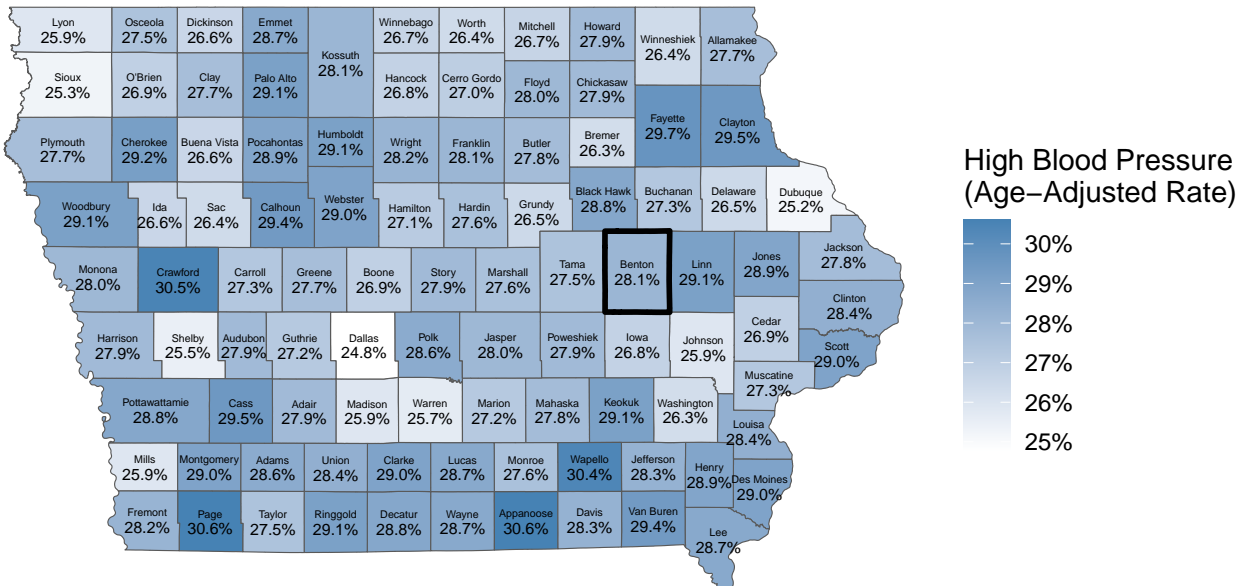 Lyon
25.9%
Osceola
27.5%
Dickinson
26.6%
Emmet
28.7%
Kossuth
28.1%
Winnebago
26.7%
Worth
26.4%
Mitchell
26.7%
Howard
27.9%
Winneshiek
26.4%
Allamakee
27.7%
Sioux
25.3%
O'Brien
26.9%
Clay
27.7%
Palo Alto
29.1%
Hancock
26.8%
Cerro Gordo
27.0%
Floyd
28.0%
Chickasaw
27.9%
Fayette
29.7%
Clayton
29.5%
Plymouth
27.7%
Cherokee
29.2%
Buena Vista
26.6%
Pocahontas
28.9%
Humboldt
29.1%
Wright
28.2%
Franklin
28.1%
Butler
27.8%
Bremer
26.3%
Woodbury
29.1%
Ida
26.6%
Sac
26.4%
Calhoun
29.4%
Webster
29.0%
Hamilton
27.1%
Hardin
27.6%
Grundy
26.5%
Black Hawk
28.8%
Buchanan
27.3%
Delaware
26.5%
Dubuque
25.2%
Monona
28.0%
Crawford
30.5%
Carroll
27.3%
Greene
27.7%
Boone
26.9%
Story
27.9%
Marshall
27.6%
Tama
27.5%
Benton
28.1%
Linn
29.1%
Jones
28.9%
Jackson
27.8%
Clinton
28.4%
Harrison
27.9%
Shelby
25.5%
Audubon
27.9%
Guthrie
27.2%
Dallas
24.8%
Polk
28.6%
Jasper
28.0%
Poweshiek
27.9%
Iowa
26.8%
Johnson
25.9%
Cedar
26.9%
Scott
29.0%
Muscatine
27.3%
Pottawattamie
28.8%
Cass
29.5%
Adair
27.9%
Madison
25.9%
Warren
25.7%
Marion
27.2%
Mahaska
27.8%
Keokuk
29.1%
Washington
26.3%
Louisa
28.4%
Mills
25.9%
Montgomery
29.0%
Adams
28.6%
Union
28.4%
Clarke
29.0%
Lucas
28.7%
Monroe
27.6%
Wapello
30.4%
Jefferson
28.3%
Henry
28.9%
Des Moines
29.0%
Fremont
28.2%
Page
30.6%
Taylor
27.5%
Ringgold
29.1%
Decatur
28.8%
Wayne
28.7%
Appanoose
30.6%
Davis
28.3%
Van Buren
29.4%
Lee
28.7%
High Blood Pressure
(Age−Adjusted Rate)
30%
29%
28%
27%
26%
25%